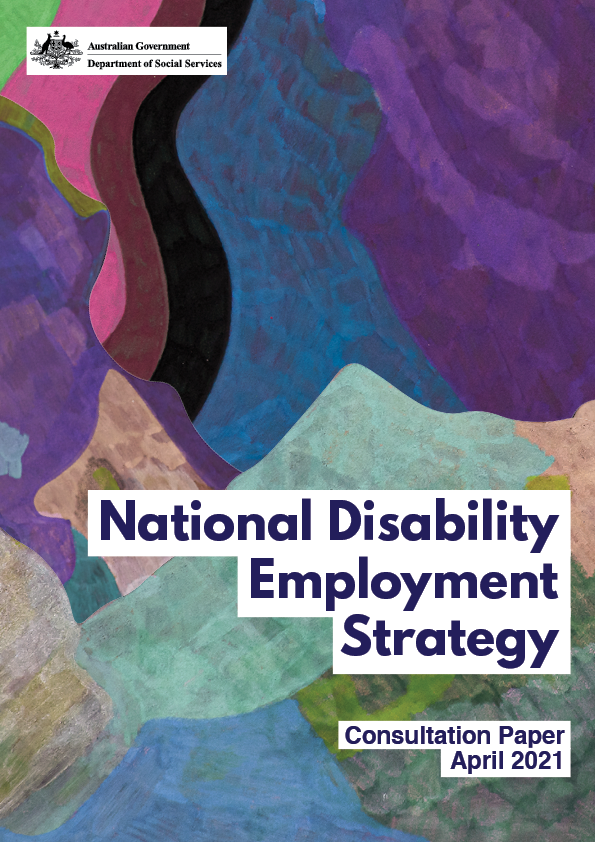 Australian Government
Department of Social Services
National Disability
Employment
Strategy
Consultation Paper
April 2021